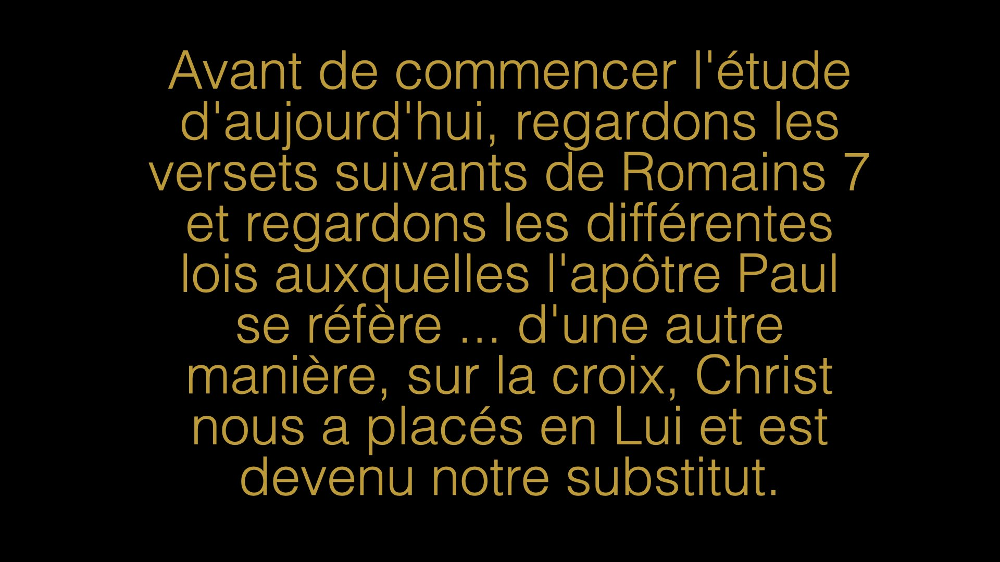 Avant de commencer l'étude
d'aujourd'hui, regardons les
versets suivants de Romains 7
et regardons les différentes
lois auxquelles l'apôtre Paul
se réfère ... d'une autre
manière, sur la croix, Christ
nous a placés en Lui et est
devenu notre substitut.